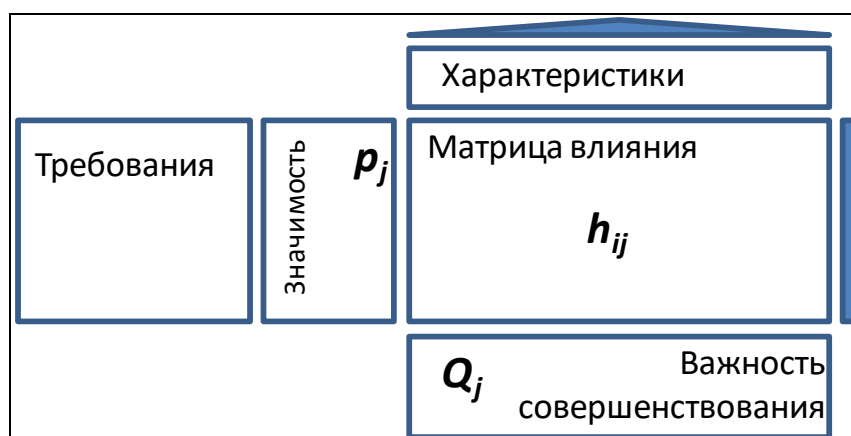 Характеристики
Требования
Значимость
p_j
Матрица влияния
h_ij
Q_j
Важность
совершенствования